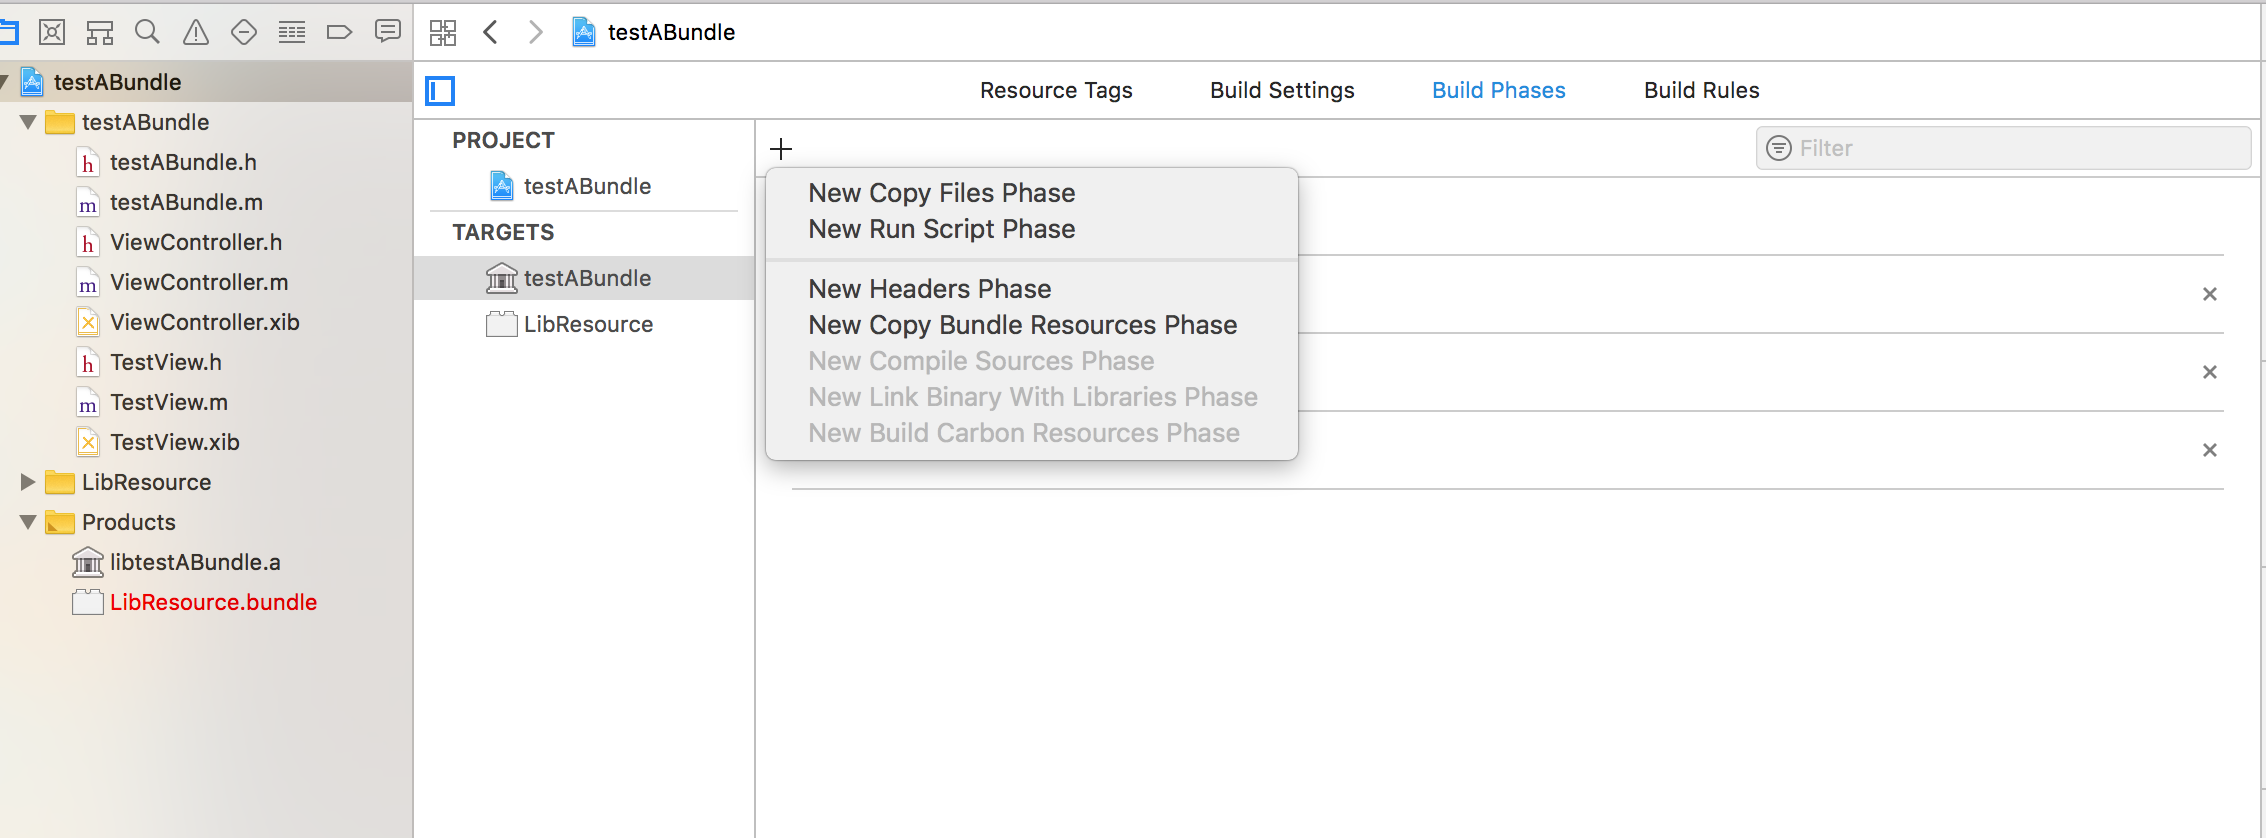 testABundle
Resource Tags Build Settings Build Phases Build Rules
testABundle
testABundle
testABundle.h
testABundle.m
ViewController.h
ViewController.m
ViewController.xib
TestView.h
TestView.m
TestView.xib
LibResource
Products
libtestABundle.a
LibResource.bundle
PROJECT
testABundle
TARGETS
testABundle
LibResource
Filter
New Copy Files Phase
New Run Script Phase
New Headers Phase
New Copy Bundle Resources Phase
New Compile Sources Phase
New Link Binary With Libraries Phase
New Build Carbon Resources Phase